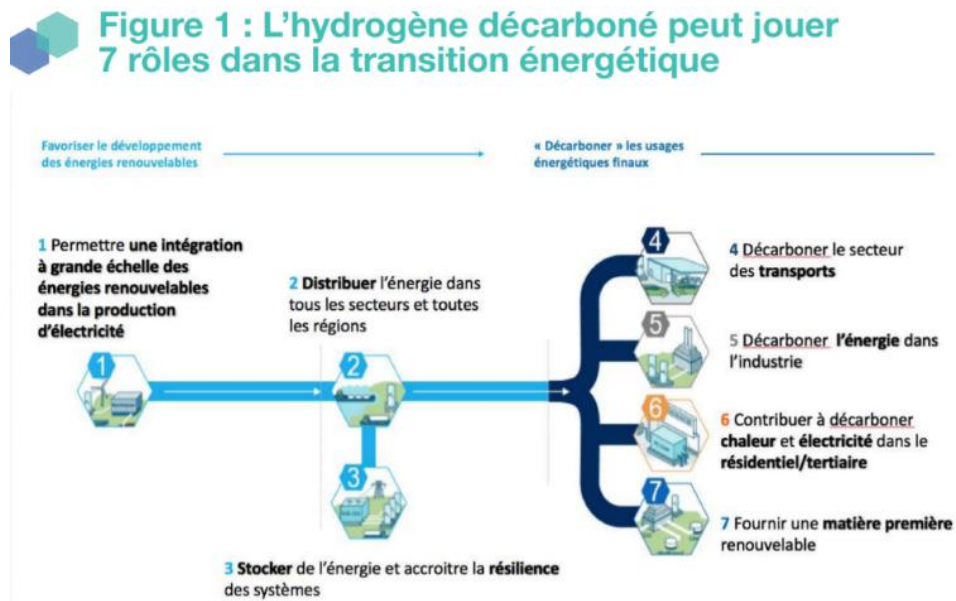 Figure 1 : L'hydrogène décarboné peut jouer
7 rôles dans la transition énergétique
Favoriser le développement
des énergies renouvelables
« Décarboner » les usages
énergétiques finaux
1 Permettre une intégration
à grande échelle des
énergies renouvelables
dans la production
d'électricité
2 Distribuer l'énergie dans
tous les secteurs et toutes
les régions
4 Décarboner le secteur
des transports
5 Décarboner l'énergie dans
l'industrie
6 Contribuer à décarboner
chaleur et électricité dans le
résidentiel/tertiaire
7 Fournir une matière première
renouvelable
3 Stocker de l'énergie et accroitre la résilience
des systèmes
1
2
3
4
5
6
7